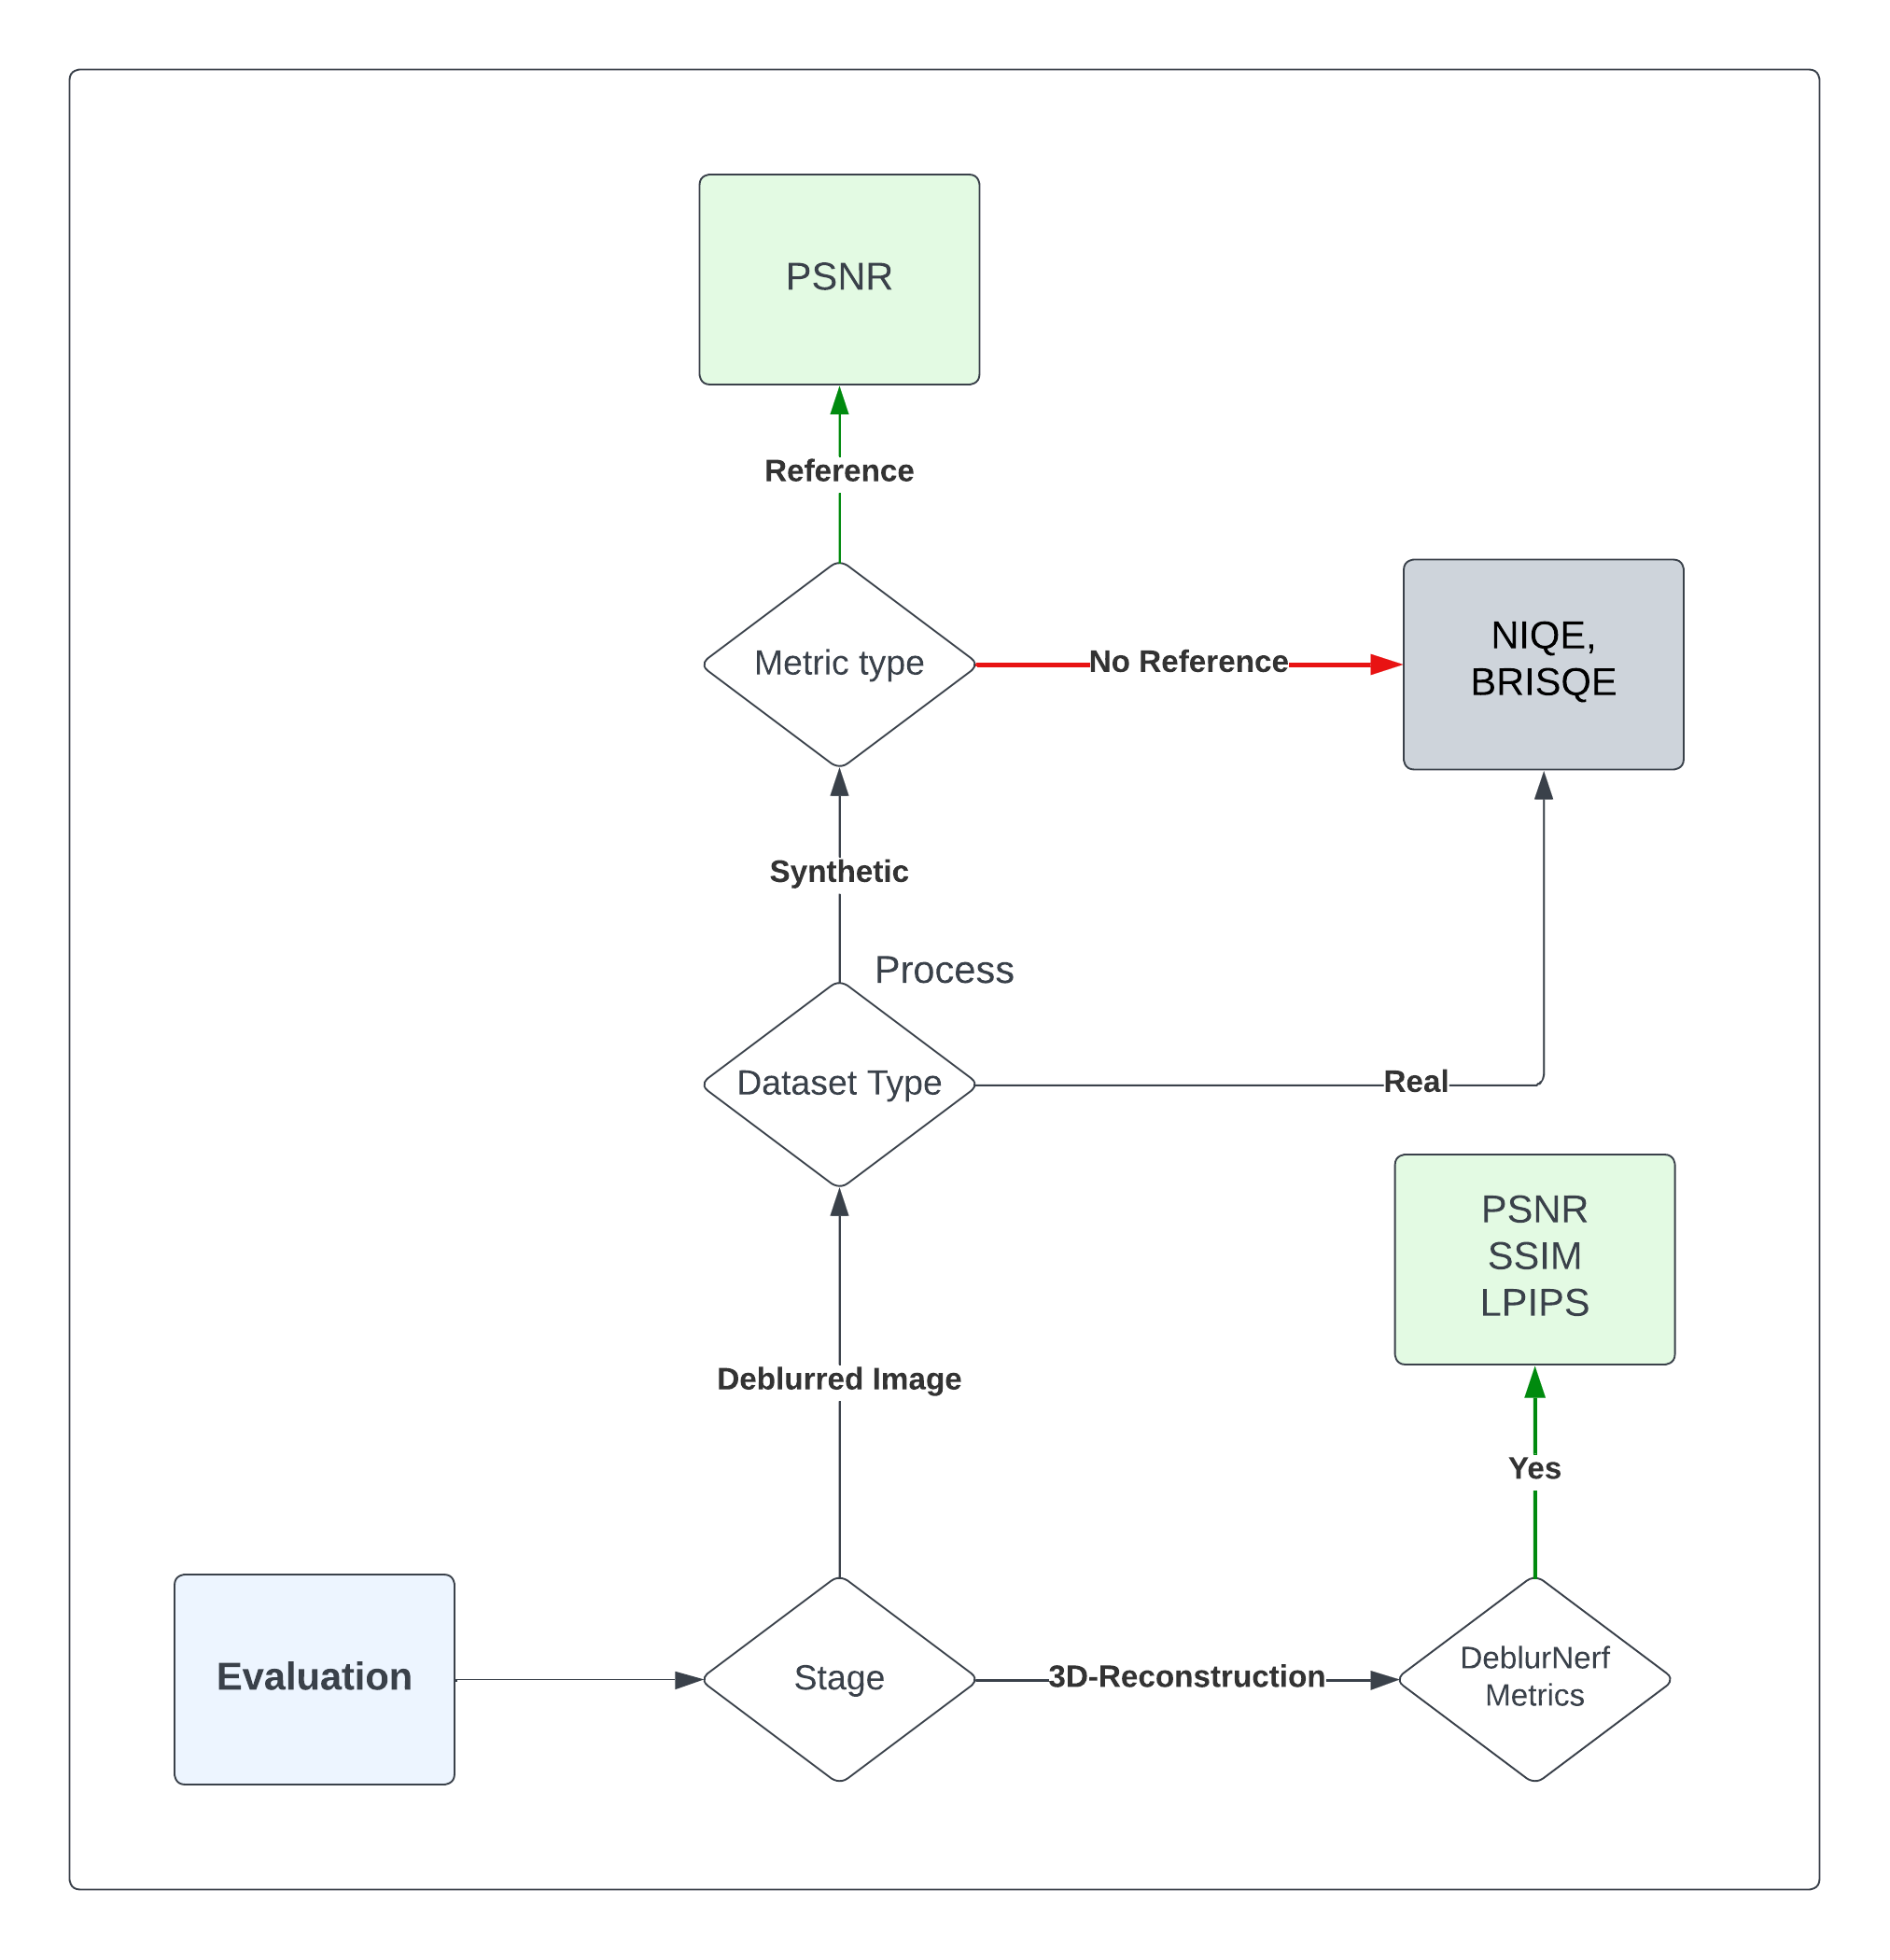 PSNR
Reference
Metric type
No Reference
NIQE,
BRISQE
Synthetic
Process
Dataset Type
Real
PSNR
SSIM
LPIPS
Deblurred Image
Yes
Evaluation
Stage
3D-Reconstruction
DeblurNerf
Metrics